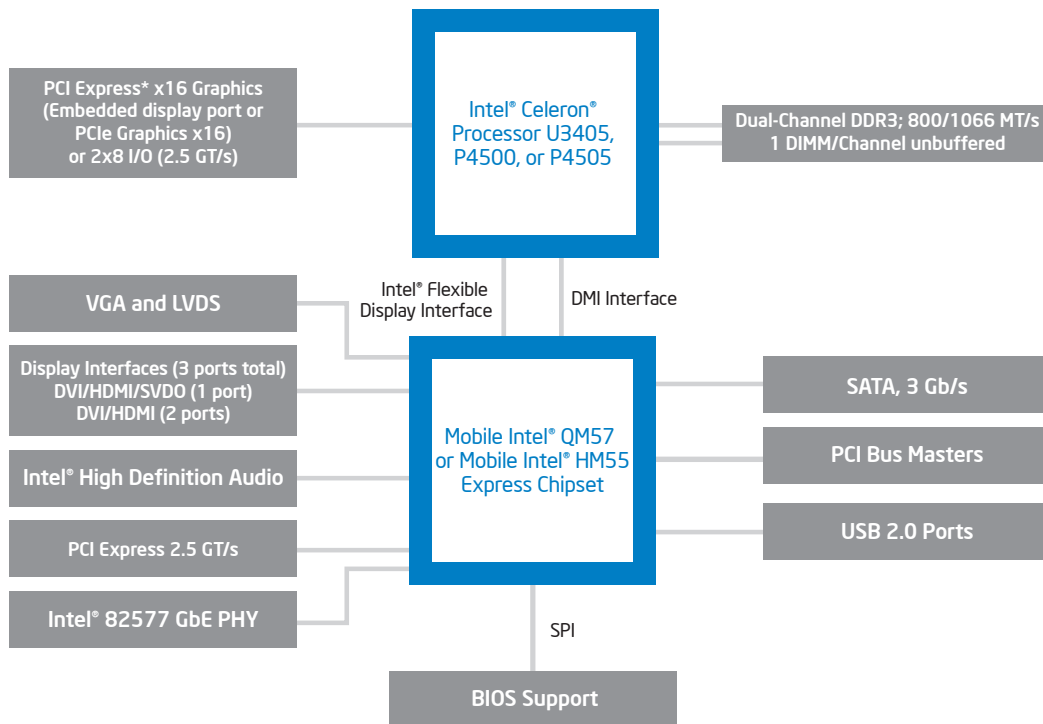 PCI Express* x16 Graphics
(Embedded display port or
PCIe Graphics x16)
or 2x8 I/O (2.5 GT/s)
Intel® Celeron®
Processor U3405,
P4500, or P4505
Dual-Channel DDR3; 800/1066 MT/s
1 DIMM/Channel unbuffered
Intel® Flexible
Display Interface
DMI Interface
VGA and LVDS
Display Interfaces (3 ports total)
DVI/HDMI/SVDO (1 port)
DVI/HDMI (2 ports)
Intel® High Definition Audio
PCI Express 2.5 GT/s
Intel® 82577 GbE PHY
Mobile Intel® QM57
or Mobile Intel® HM55
Express Chipset
SATA, 3 Gb/s
PCI Bus Masters
USB 2.0 Ports
SPI
BIOS Support